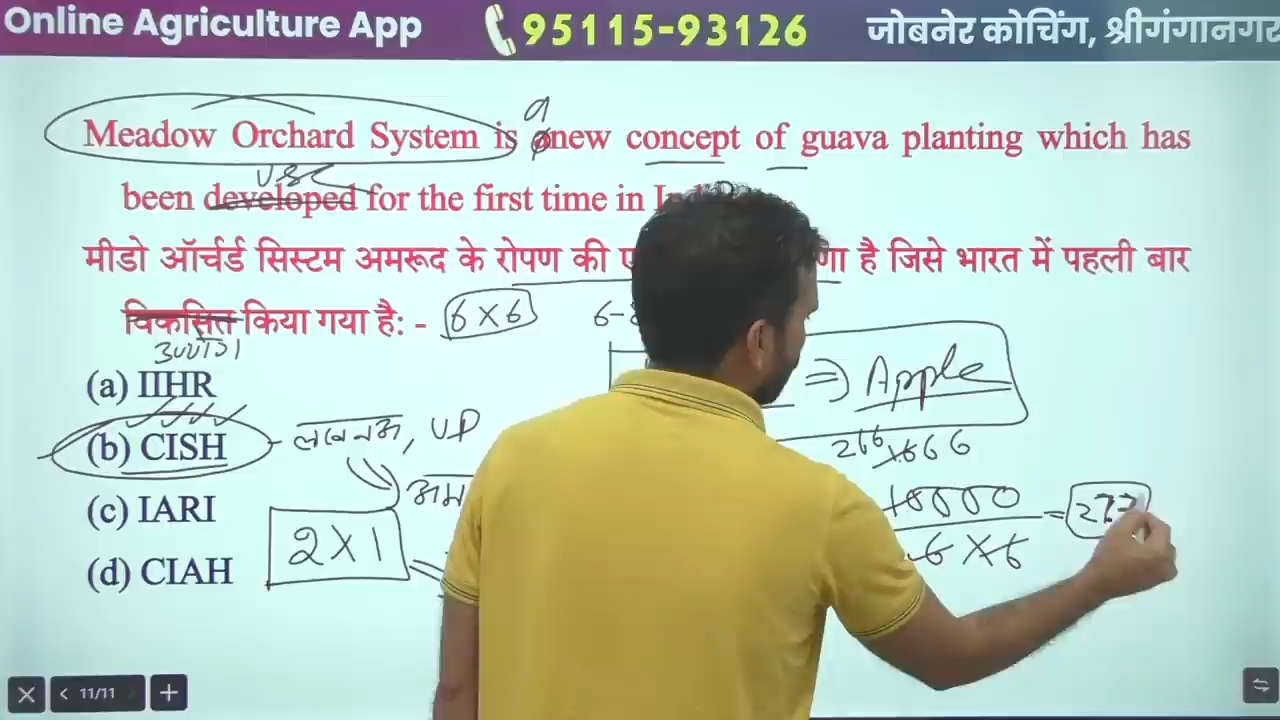 Online Agriculture App 95115-93126 जोबनेर कोचिंग, श्रीगंगानगर
a
Meadow Orchard System is new concept of guava planting which has
use
been developed for the first time in
मीडो ऑर्चर्ड सिस्टम अमरूद के रोपण की है जिसे भारत में पहली बार
विकसित किया गया है: - 6 X 6
(a) IIHR
⇒ Apple
(b) CISH - लखनऊ, UP
(c) IARI
10000
2 X 1
6 X 6
(d) CIAH
11/11